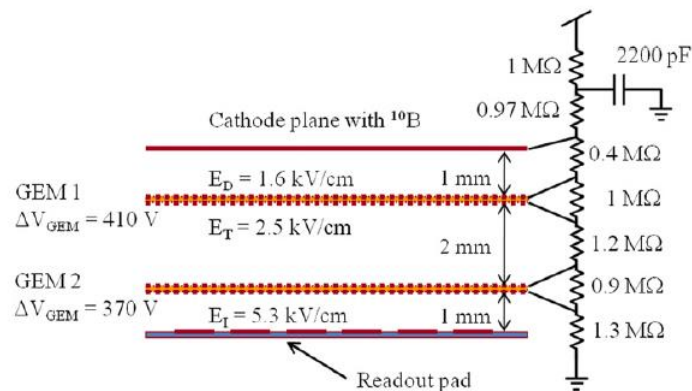 2200 pF
1 MΩ
0.97 MΩ
Cathode plane with ¹⁰B
0.4 MΩ
E_D = 1.6 kV/cm
1 mm
GEM 1
1 MΩ
ΔV_GEM = 410 V
E_T = 2.5 kV/cm
1.2 MΩ
2 mm
GEM 2
0.9 MΩ
ΔV_GEM = 370 V
E_I = 5.3 kV/cm
1 mm
1.3 MΩ
Readout pad